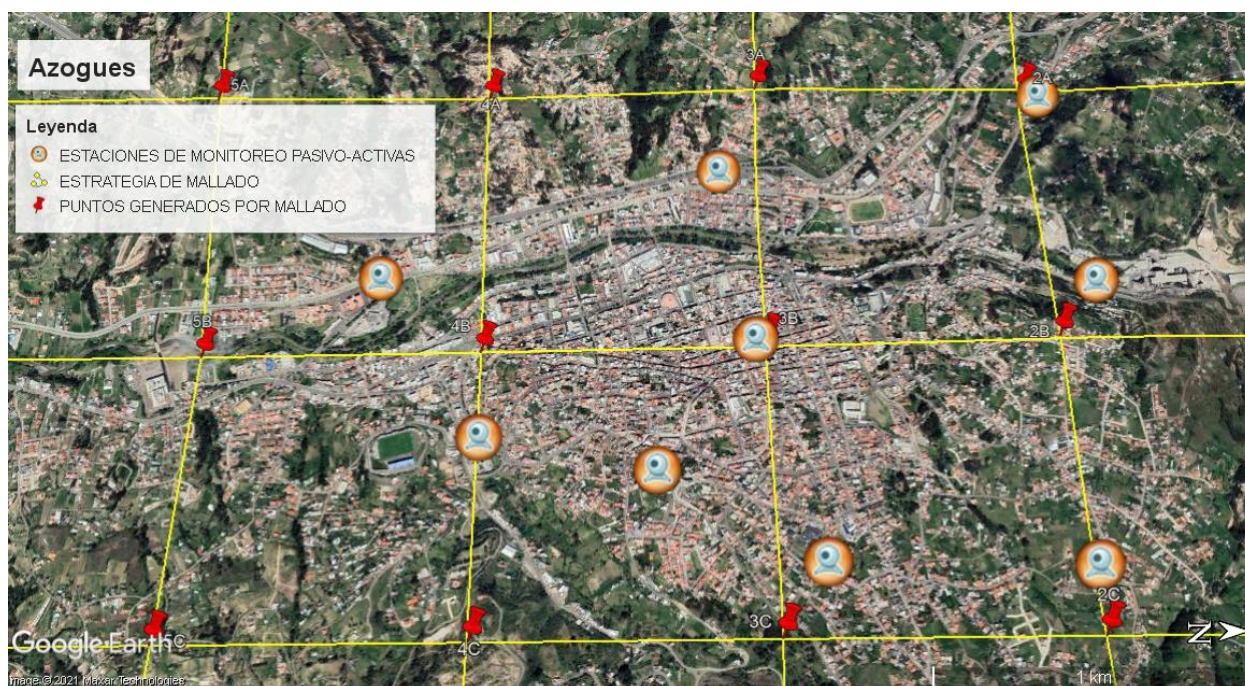 Azogues
5A
4A
3A
2A
Leyenda
ESTACIONES DE MONITOREO PASIVO-ACTIVAS
ESTRATEGIA DE MALLADO
PUNTOS GENERADOS POR MALLADO
5B
4B
3B
2B
5C
4C
3C
2C
Google Earth
N
Image © 2021 Maxar Technologies
1 km